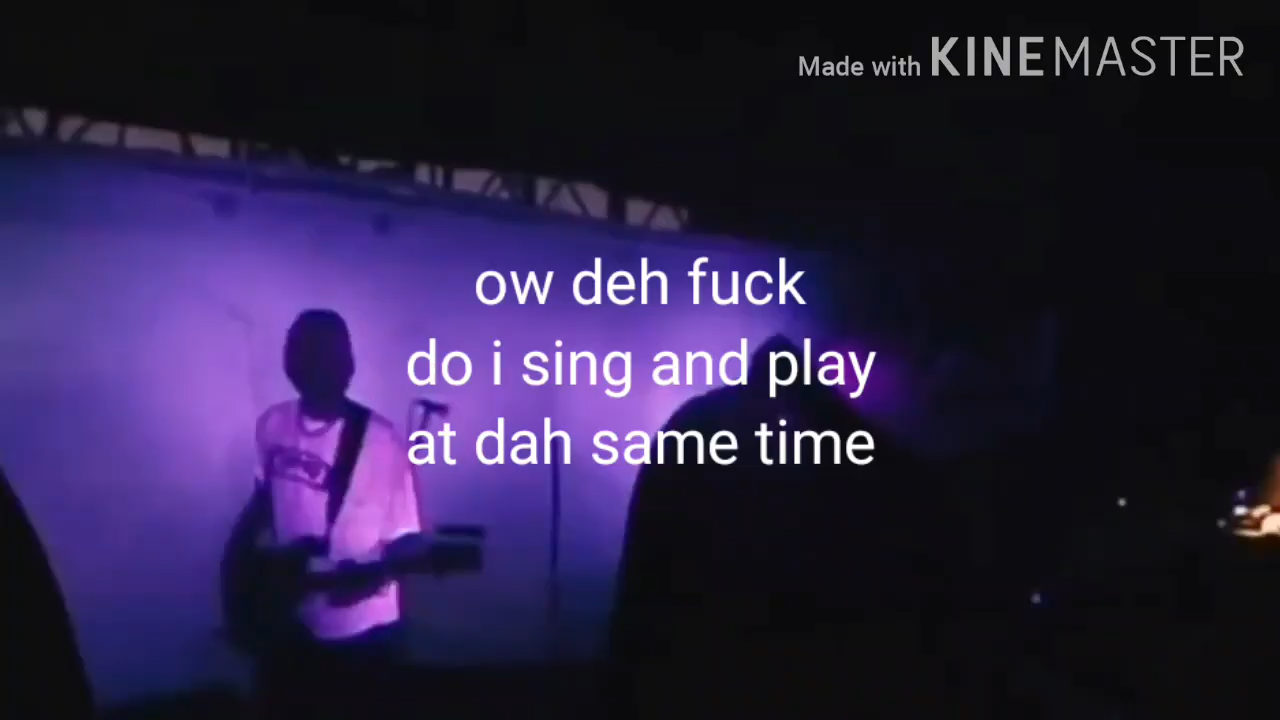 Made with KINEMASTER
ow deh fuck
do i sing and play
at dah same time